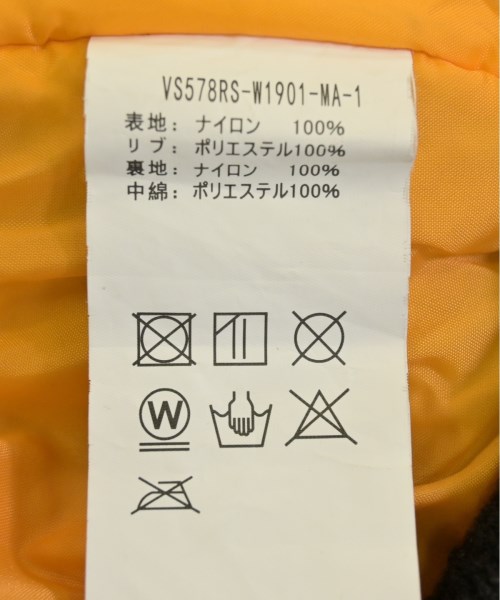 VS578RS-W1901-MA-1
表地: ナイロン 100%
リブ: ポリエステル100%
裏地: ナイロン 100%
中綿: ポリエステル100%
W